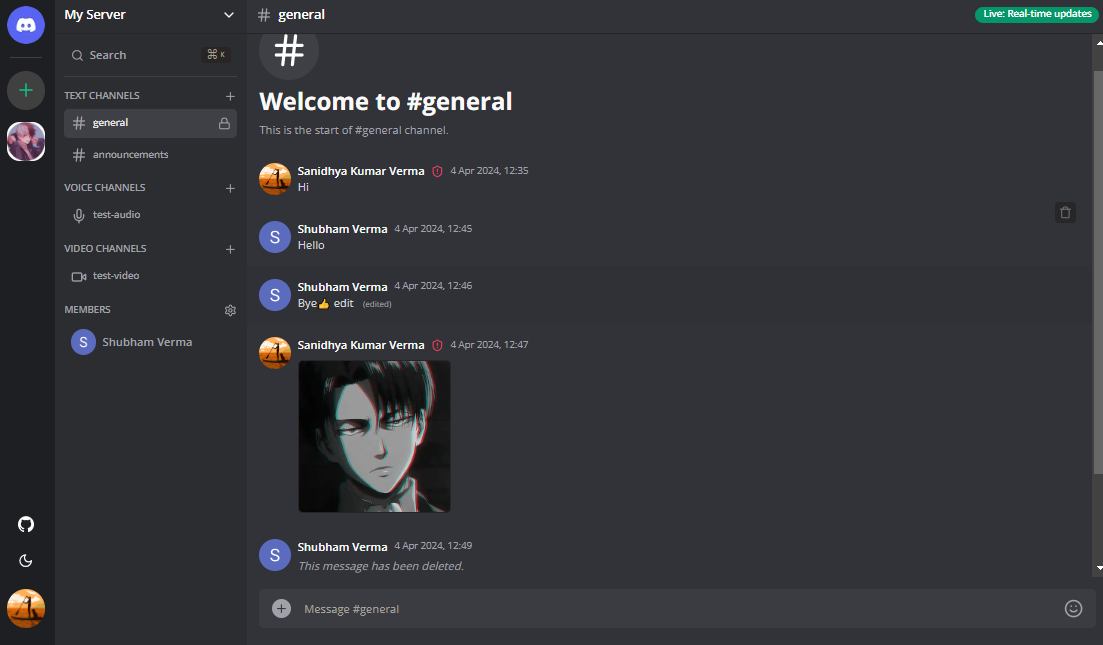 My Server
Search
⌘ K
TEXT CHANNELS
general
announcements
VOICE CHANNELS
test-audio
VIDEO CHANNELS
test-video
MEMBERS
S Shubham Verma
# general
Live: Real-time updates
#
Welcome to #general
This is the start of #general channel.
Sanidhya Kumar Verma 4 Apr 2024, 12:35
Hi
S Shubham Verma 4 Apr 2024, 12:45
Hello
S Shubham Verma 4 Apr 2024, 12:46
Bye👍 edit (edited)
Sanidhya Kumar Verma 4 Apr 2024, 12:47
S Shubham Verma 4 Apr 2024, 12:49
This message has been deleted.
Message #general